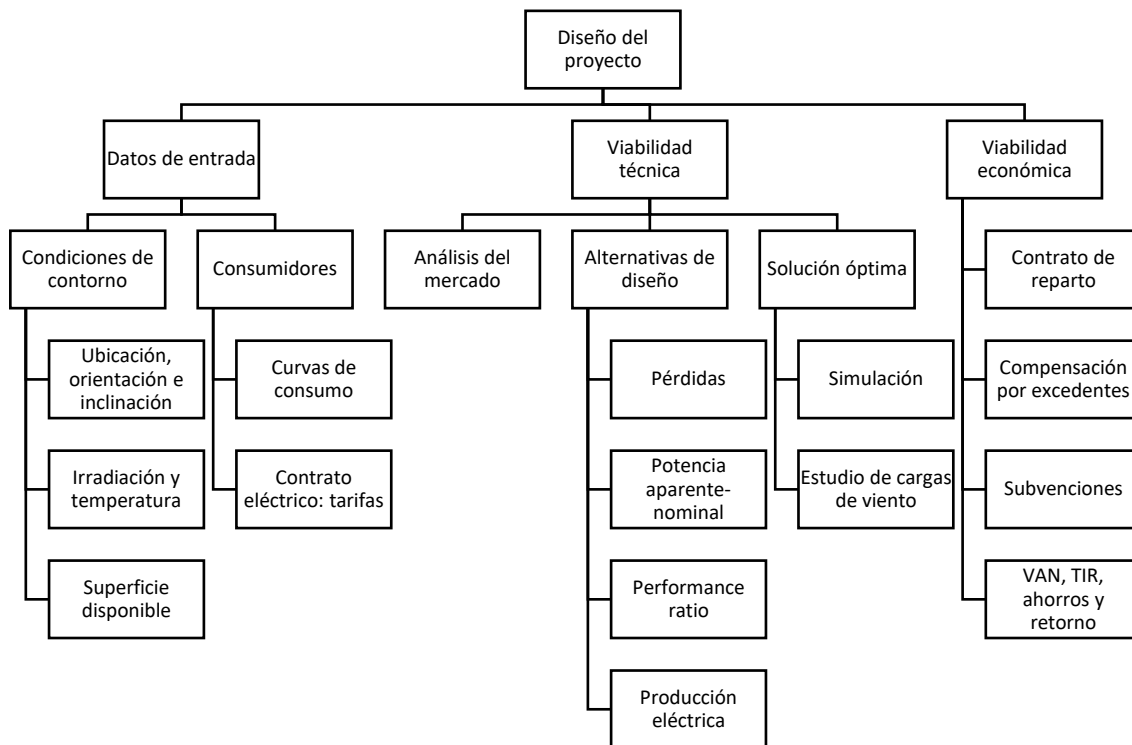 Diseño del
proyecto
Datos de entrada
Viabilidad
técnica
Viabilidad
económica
Condiciones de
contorno
Consumidores
Análisis del
mercado
Alternativas de
diseño
Solución óptima
Contrato de
reparto
Ubicación,
orientación e
inclinación
Curvas de
consumo
Pérdidas
Simulación
Compensación
por excedentes
Irradiación y
temperatura
Contrato
eléctrico: tarifas
Potencia
aparente-
nominal
Estudio de cargas
de viento
Subvenciones
Superficie
disponible
Performance
ratio
VAN, TIR,
ahorros y
retorno
Producción
eléctrica